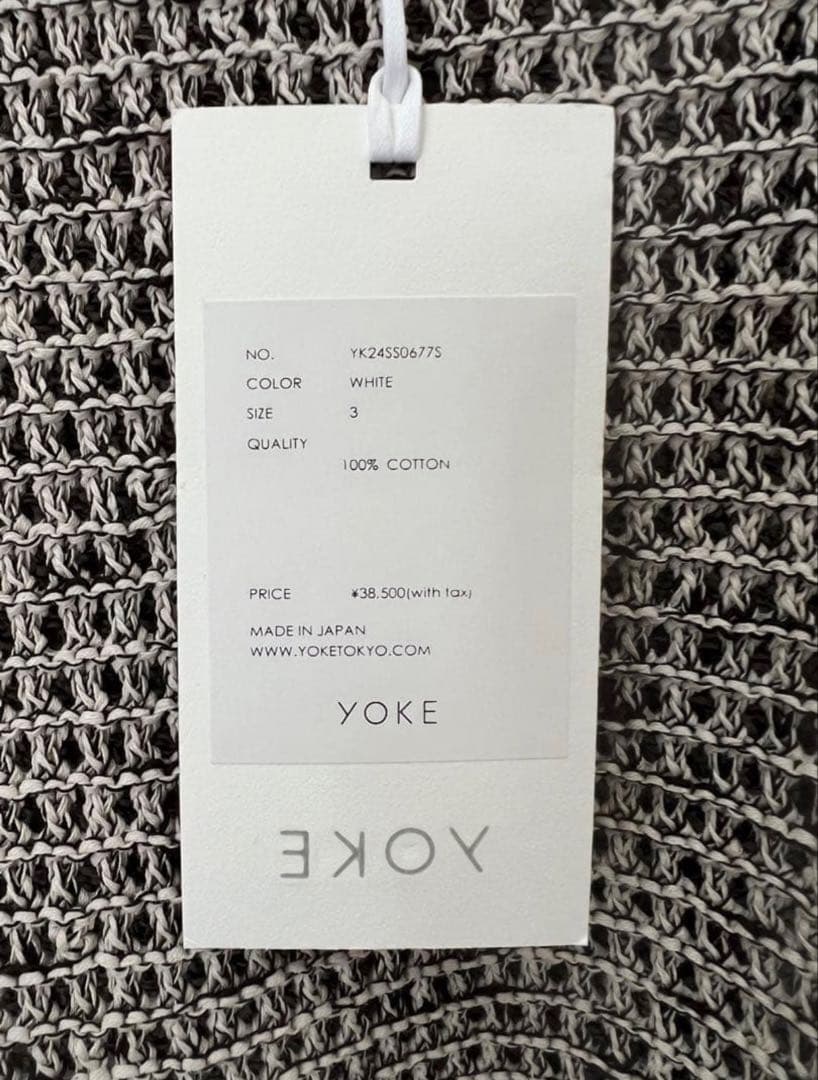 NO. YK24SS0677S
COLOR WHITE
SIZE 3
QUALITY
100% COTTON
PRICE ¥38,500(with tax)
MADE IN JAPAN
WWW.YOKETOKYO.COM
YOKE
YOKE